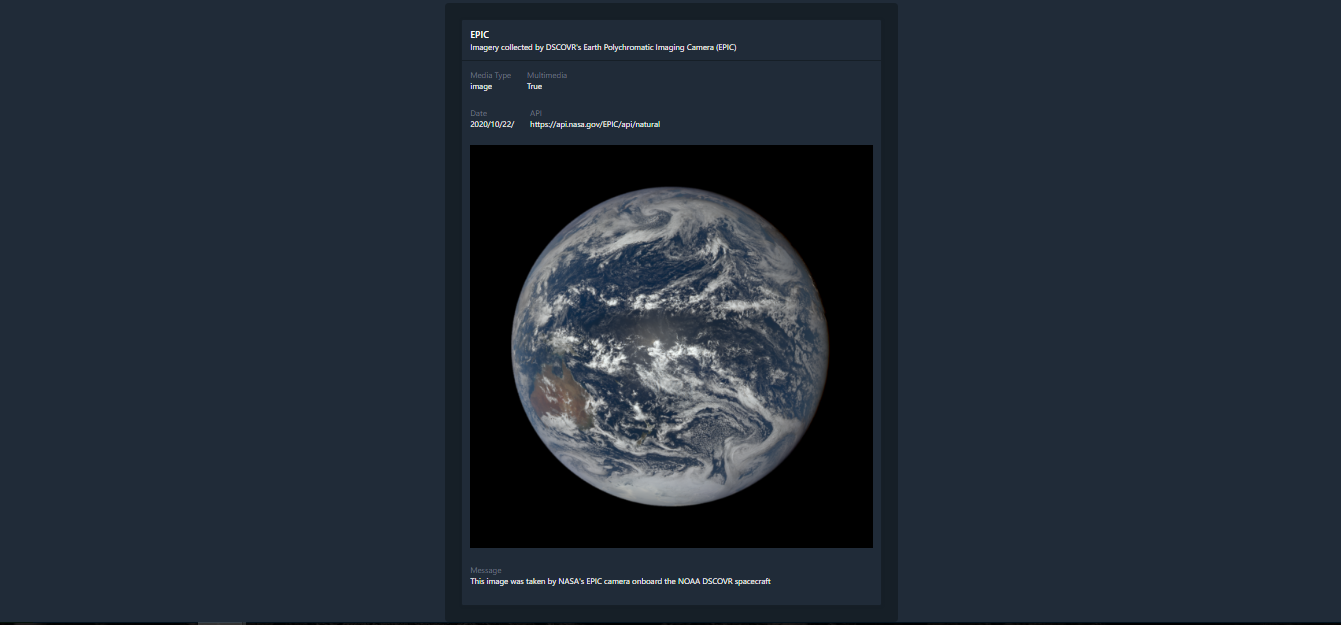 EPIC
Imagery collected by DSCOVR's Earth Polychromatic Imaging Camera (EPIC)
Media Type Multimedia
image True
Date API
2020/10/22/ https://api.nasa.gov/EPIC/api/natural
Message
This image was taken by NASA's EPIC camera onboard the NOAA DSCOVR spacecraft